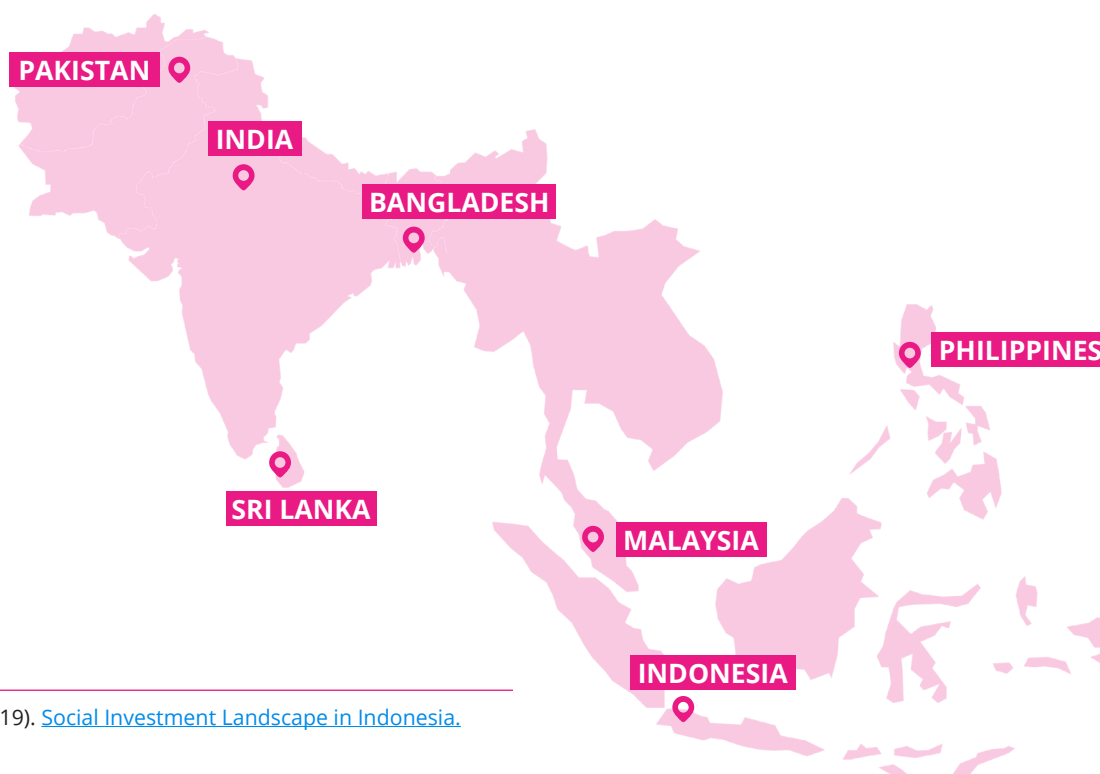 PAKISTAN
INDIA
BANGLADESH
PHILIPPINES
SRI LANKA
MALAYSIA
INDONESIA
19). Social Investment Landscape in Indonesia.